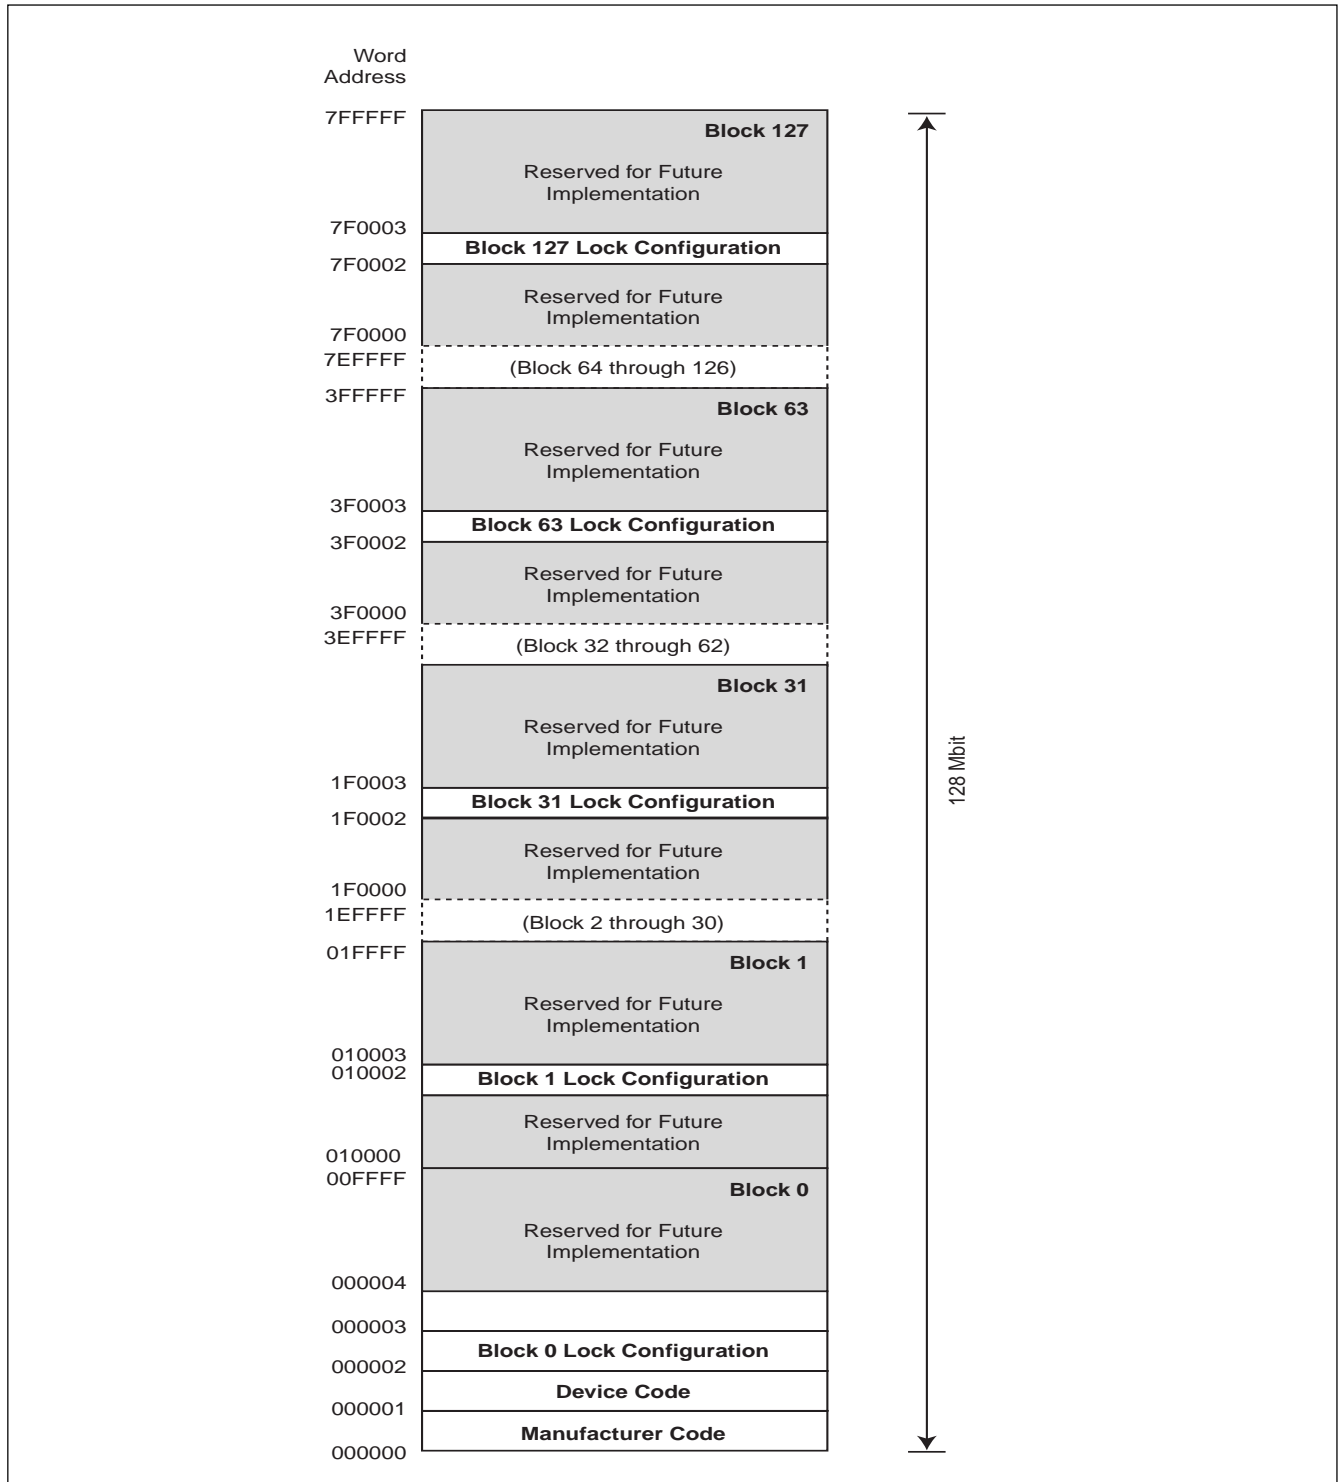 Word
Address
7FFFFF
Block 127
Reserved for Future
Implementation
7F0003
Block 127 Lock Configuration
7F0002
Reserved for Future
Implementation
7F0000
7EFFFF
(Block 64 through 126)
3FFFFF
Block 63
Reserved for Future
Implementation
3F0003
Block 63 Lock Configuration
3F0002
Reserved for Future
Implementation
3F0000
3EFFFF
(Block 32 through 62)
Block 31
Reserved for Future
Implementation
1F0003
Block 31 Lock Configuration
1F0002
Reserved for Future
Implementation
1F0000
1EFFFF
(Block 2 through 30)
01FFFF
Block 1
Reserved for Future
Implementation
010003
010002
Block 1 Lock Configuration
Reserved for Future
Implementation
010000
00FFFF
Block 0
Reserved for Future
Implementation
000004
000003
Block 0 Lock Configuration
000002
Device Code
000001
Manufacturer Code
000000
128 Mbit